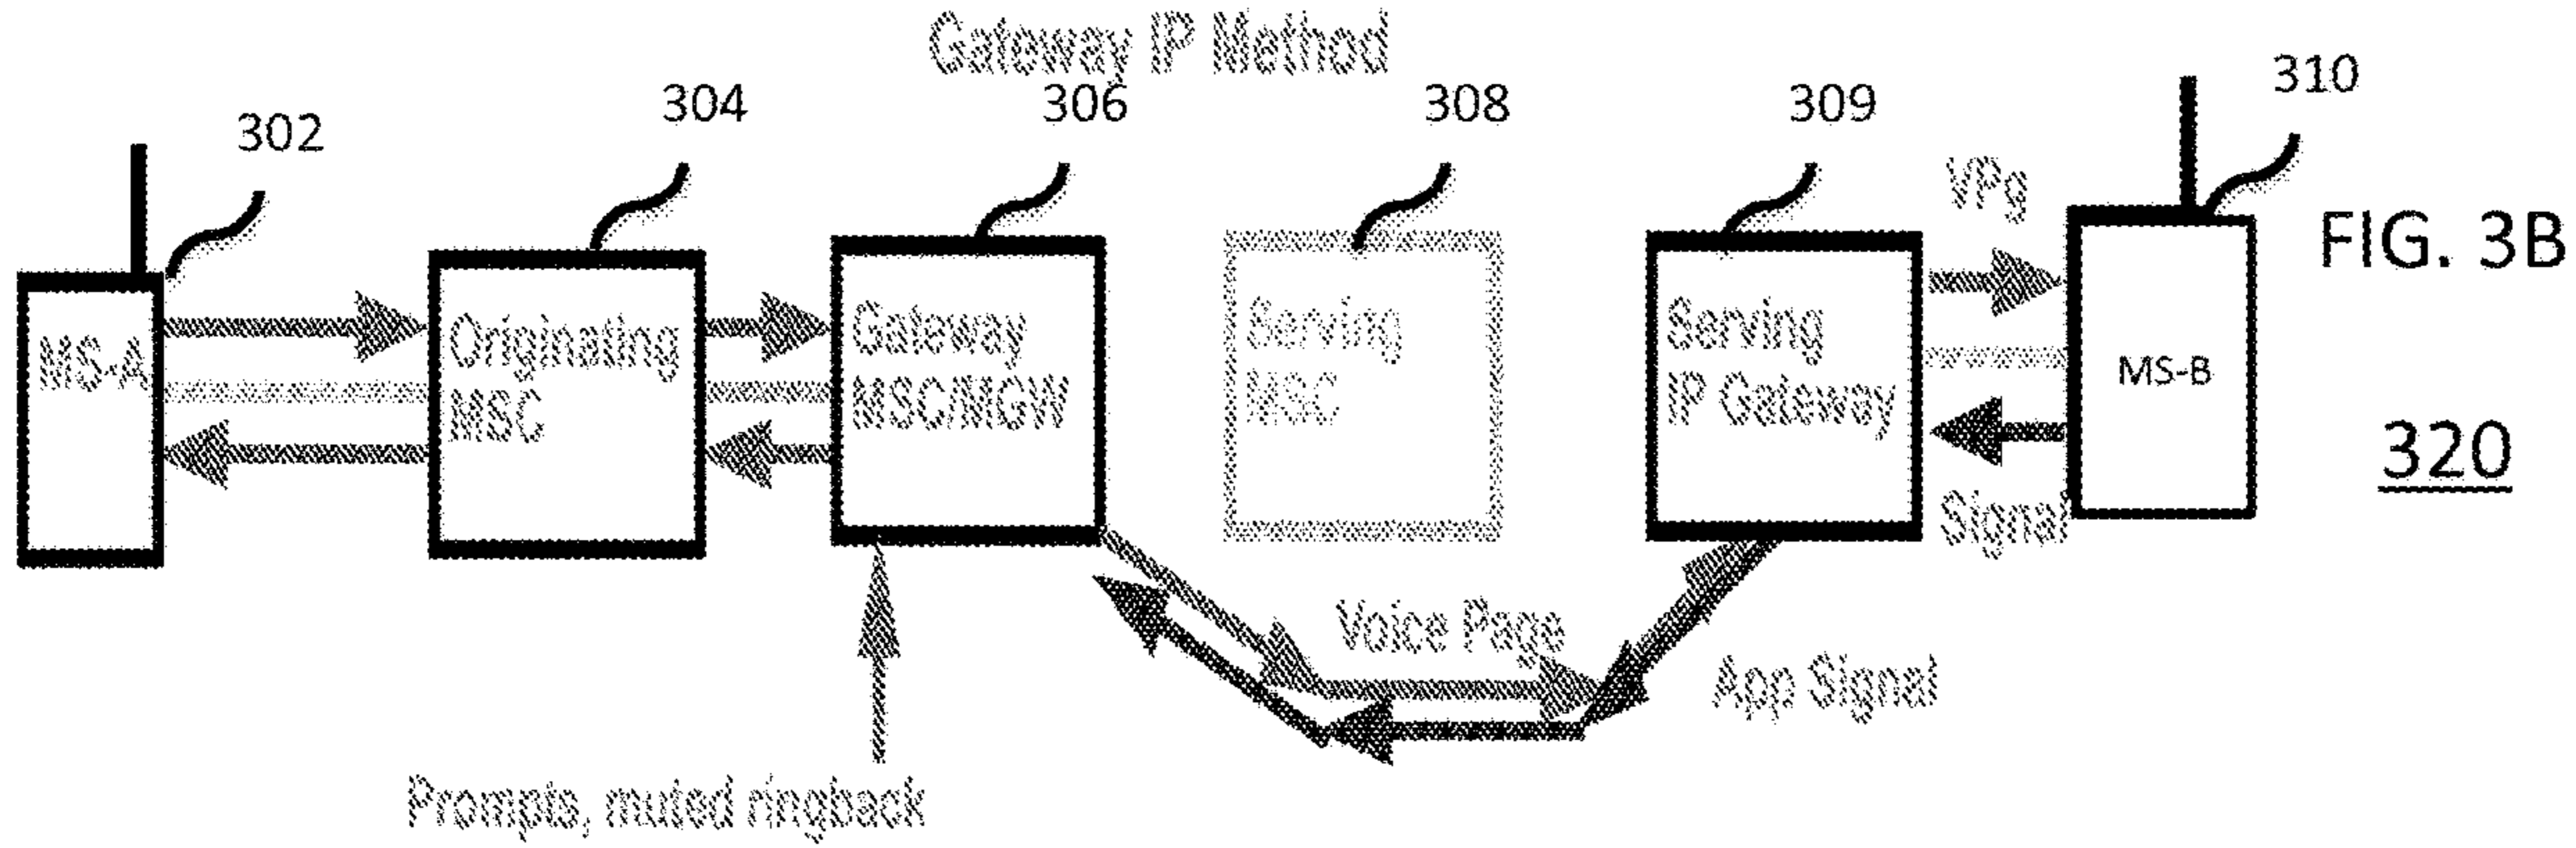 Gateway IP Method
302
304
306
308
309
310
VPg
FIG. 3B
MS-A
Originating
MSC
Gateway
MSC/MGW
Serving
MSC
Serving
IP Gateway
MS-B
320
Signal
Voice Page
App Signal
Prompts, muted ringback